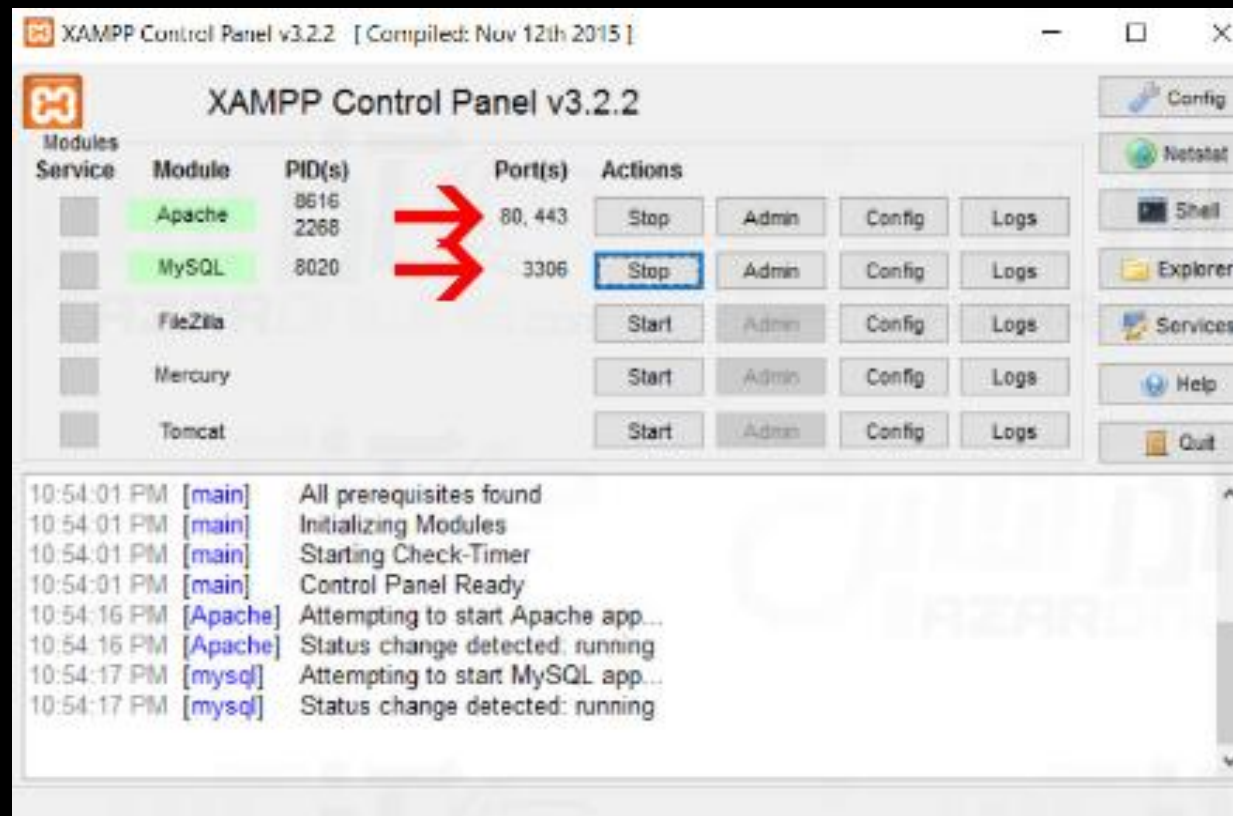 XAMPP Control Panel v3.2.2 [ Compiled: Nov 12th 2015 ]
XAMPP Control Panel v3.2.2
Modules
Service Module PID(s) Port(s) Actions
Apache 8616 2268 80, 443 Stop Admin Config Logs
MySQL 8020 3306 Stop Admin Config Logs
FileZilla Start Admin Config Logs
Mercury Start Admin Config Logs
Tomcat Start Admin Config Logs
Config
Netstat
Shell
Explorer
Services
Help
Quit
10:54:01 PM [main] All prerequisites found
10:54:01 PM [main] Initializing Modules
10:54:01 PM [main] Starting Check-Timer
10:54:01 PM [main] Control Panel Ready
10:54:16 PM [Apache] Attempting to start Apache app...
10:54:16 PM [Apache] Status change detected: running
10:54:17 PM [mysql] Attempting to start MySQL app...
10:54:17 PM [mysql] Status change detected: running